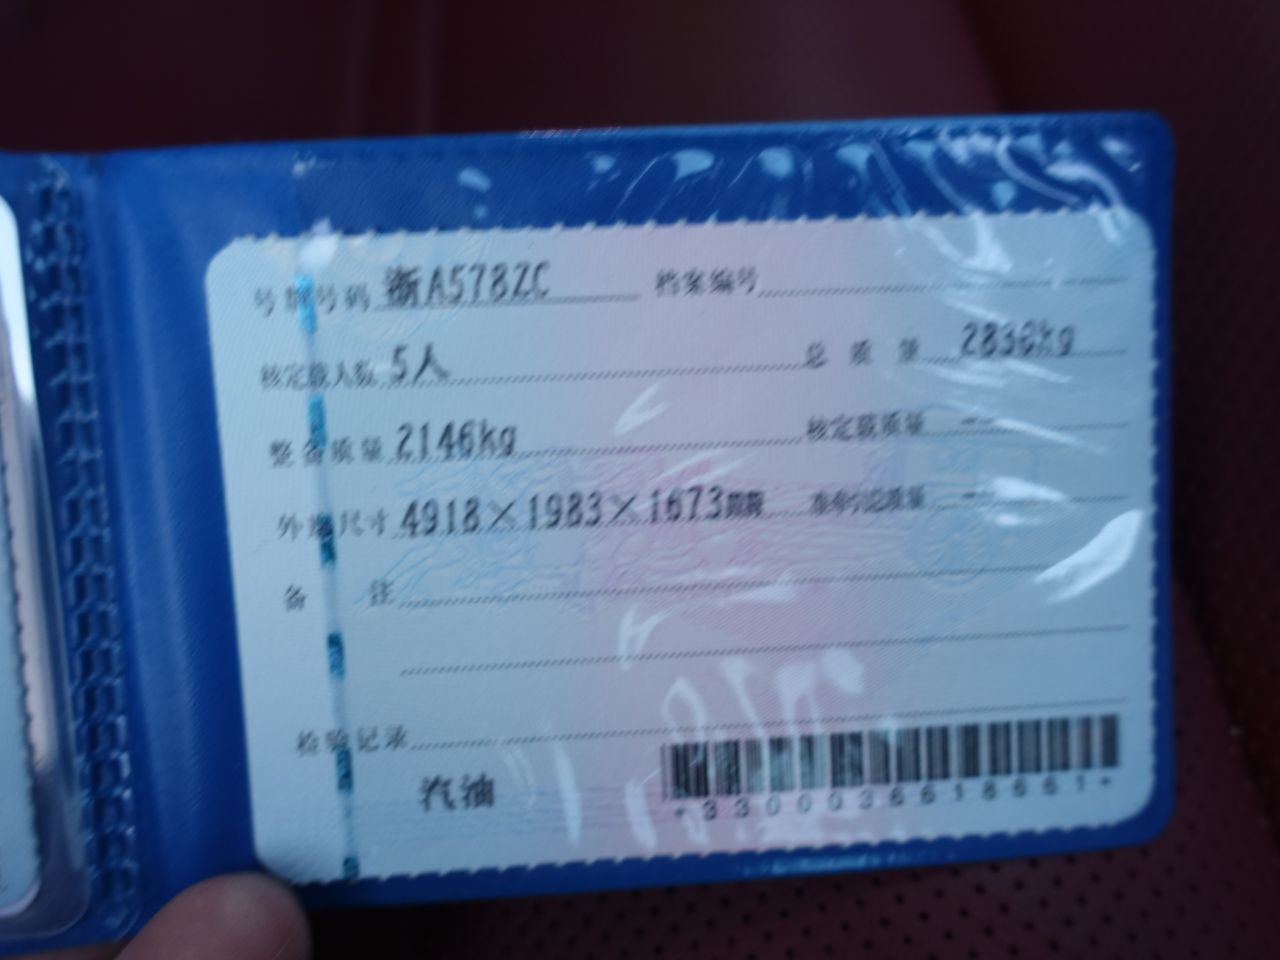 号牌号码 浙A578ZC 档案编号
核定载人数 5人 总质量 2830kg
整备质量 2146kg 核定载质量 --
外廓尺寸 4918×1983×1673mm 准牵引总质量 --
备注
检验记录
汽油
*3300036618661*